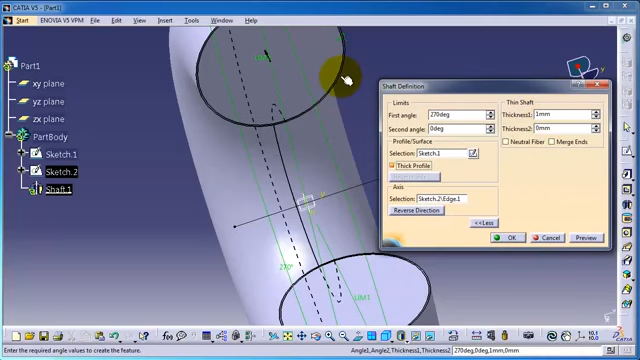 CATIA V5 - [Part1]
Start ENOVIA V5 VPM File Edit View Insert Tools Window Help
Part1
xy plane
yz plane
zx plane
PartBody
Sketch.1
Sketch.2
Shaft.1
LIM1
270°
Shaft Definition
Limits
First angle: 270deg
Second angle: 0deg
Profile/Surface
Selection: Sketch.1
Thick Profile
Axis
Selection: Sketch.2\Edge.1
Reverse Direction
<<Less
Thin Shaft
Thickness1: 1mm
Thickness2: 0mm
Neutral Fiber Merge Ends
OK Cancel Preview
Enter the required angle values to create the feature.
Angle1,Angle2,Thickness1,Thickness2 270deg,0deg,1mm,0mm